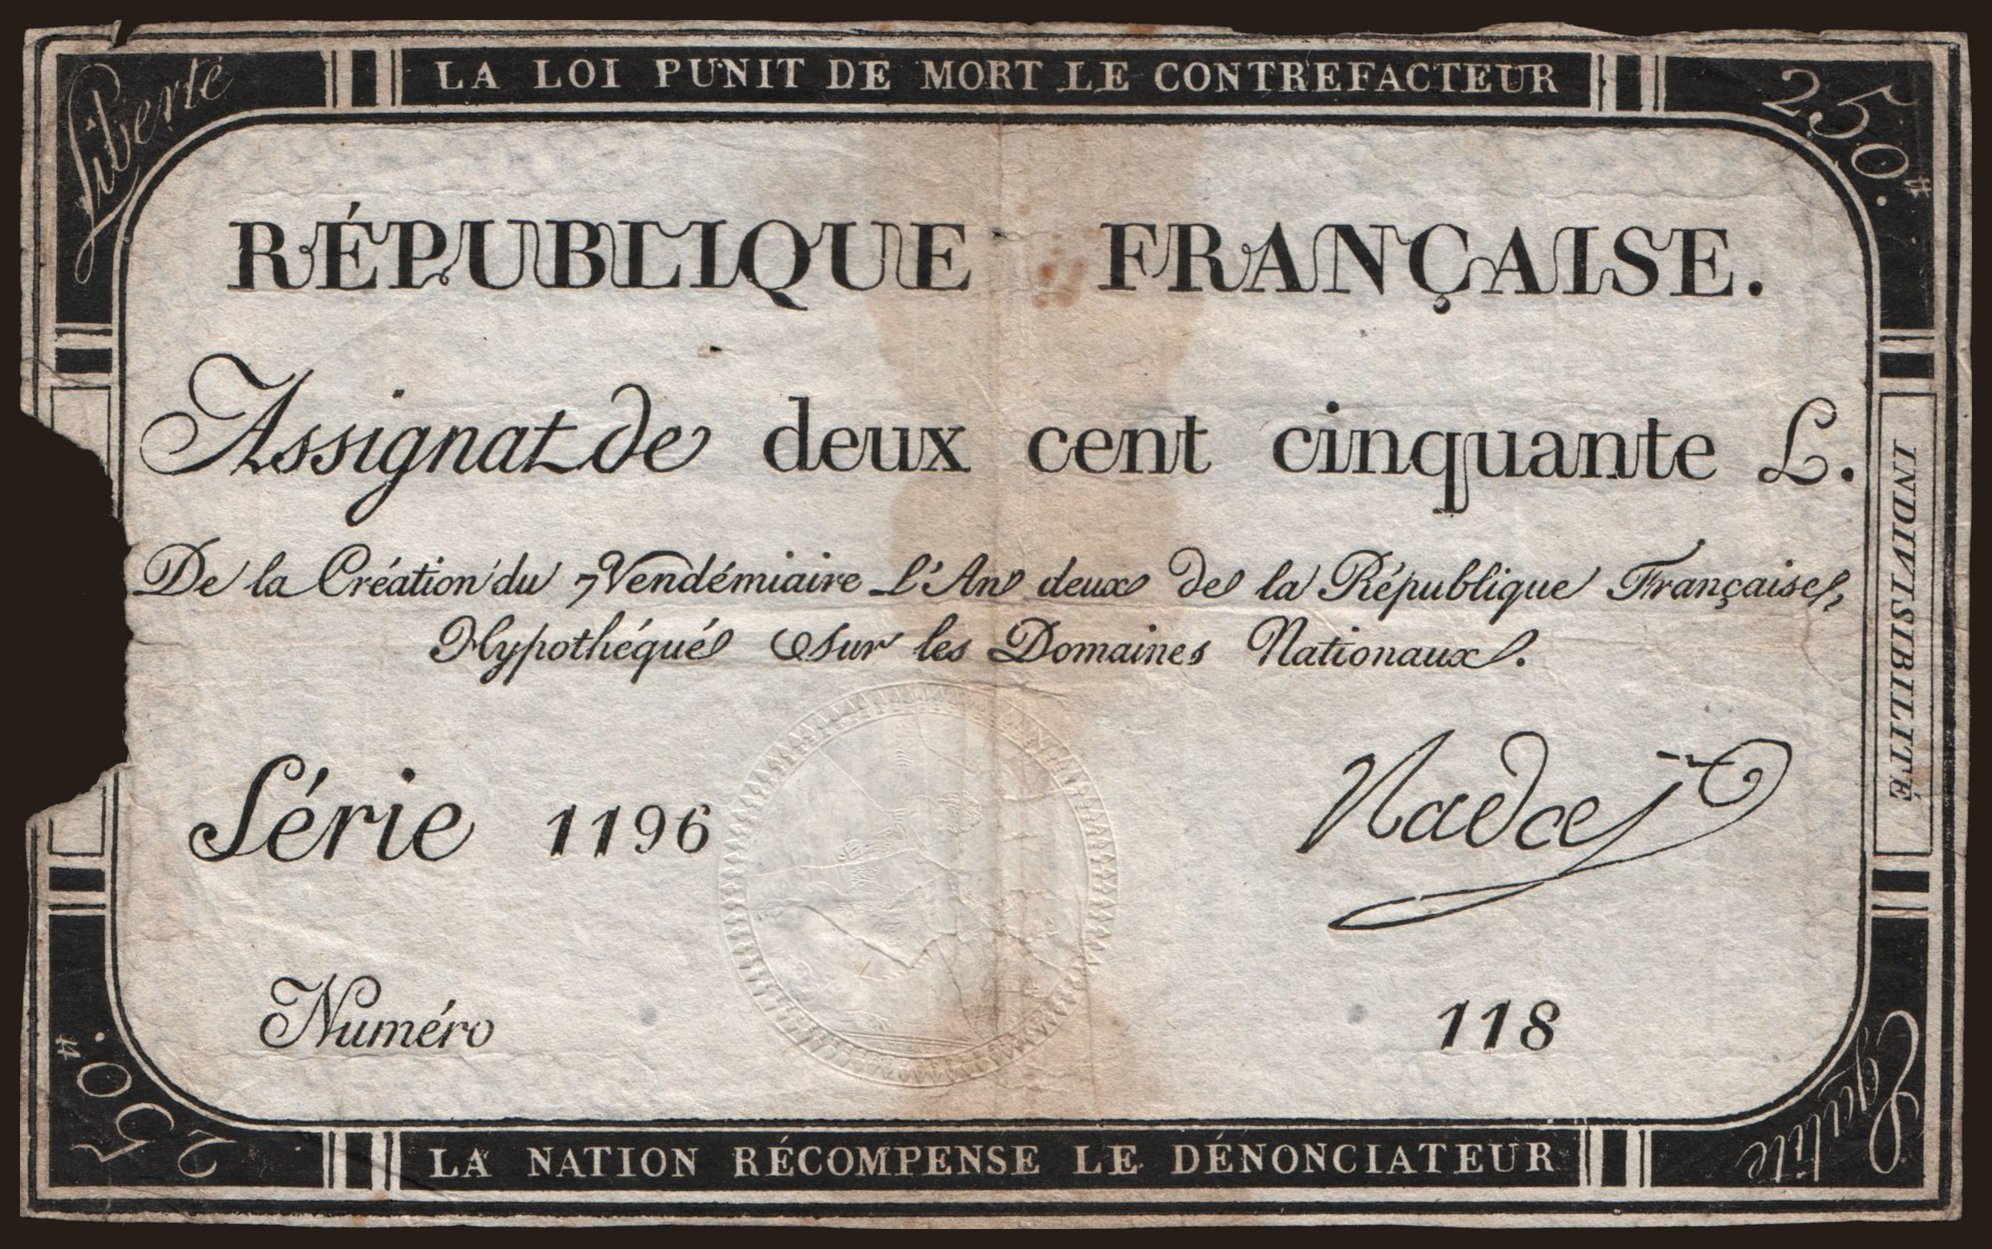 Liberté
LA LOI PUNIT DE MORT LE CONTREFACTEUR
250.#
RÉPUBLIQUE FRANÇAISE.
Assignat de deux cent cinquante L.
De la Création du 7 Vendémiaire L'An deux de la République Française,
Hypothéqué sur les Domaines Nationaux.
INDIVISIBILITÉ
Série 1196
Numéro 118
250.#
LA NATION RÉCOMPENSE LE DÉNONCIATEUR
Egalité